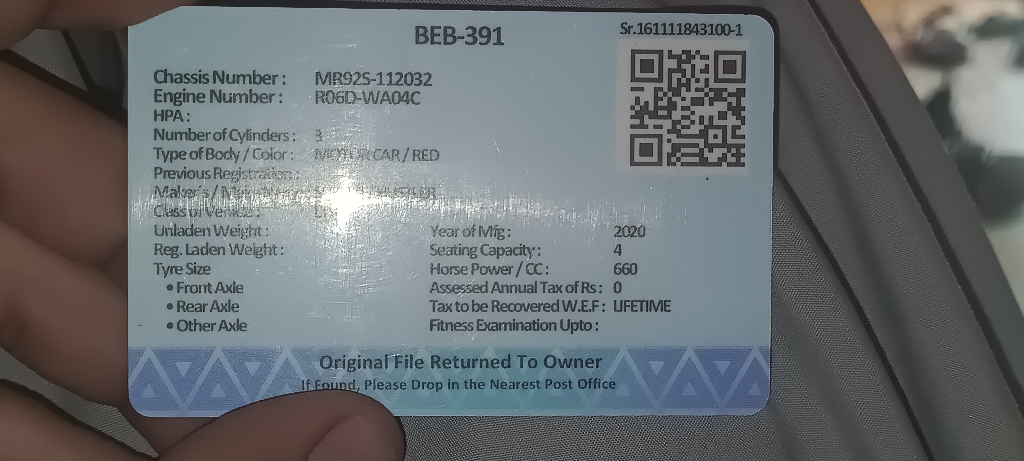 BEB-391
Sr.161111843100-1
Chassis Number : MR92S-112032
Engine Number : R06D-WA04C
HPA :
Number of Cylinders : 3
Type of Body / Color : MOTOR CAR / RED
Previous Registration :
Maker's /
Class of Vehicle :
Unladen Weight :
Year of Mfg: 2020
Reg. Laden Weight :
Seating Capacity : 4
Tyre Size
Horse Power / CC : 660
• Front Axle
Assessed Annual Tax of Rs : 0
• Rear Axle
Tax to be Recovered W.E.F : LIFETIME
• Other Axle
Fitness Examination Upto :
Original File Returned To Owner
If Found, Please Drop in the Nearest Post Office